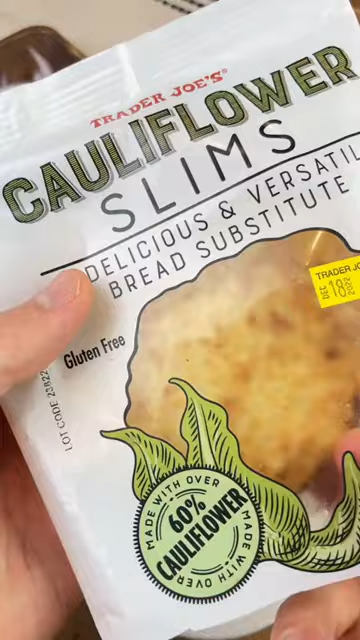 TRADER JOE'S®
CAULIFLOWER
SLIMS
DELICIOUS & VERSATIL
BREAD SUBSTITUTE
TRADER JO
DEC 18 2022
Gluten Free
LOT CODE 23822
MADE WITH OVER
60%
CAULIFLOWER
MADE WITH OVER